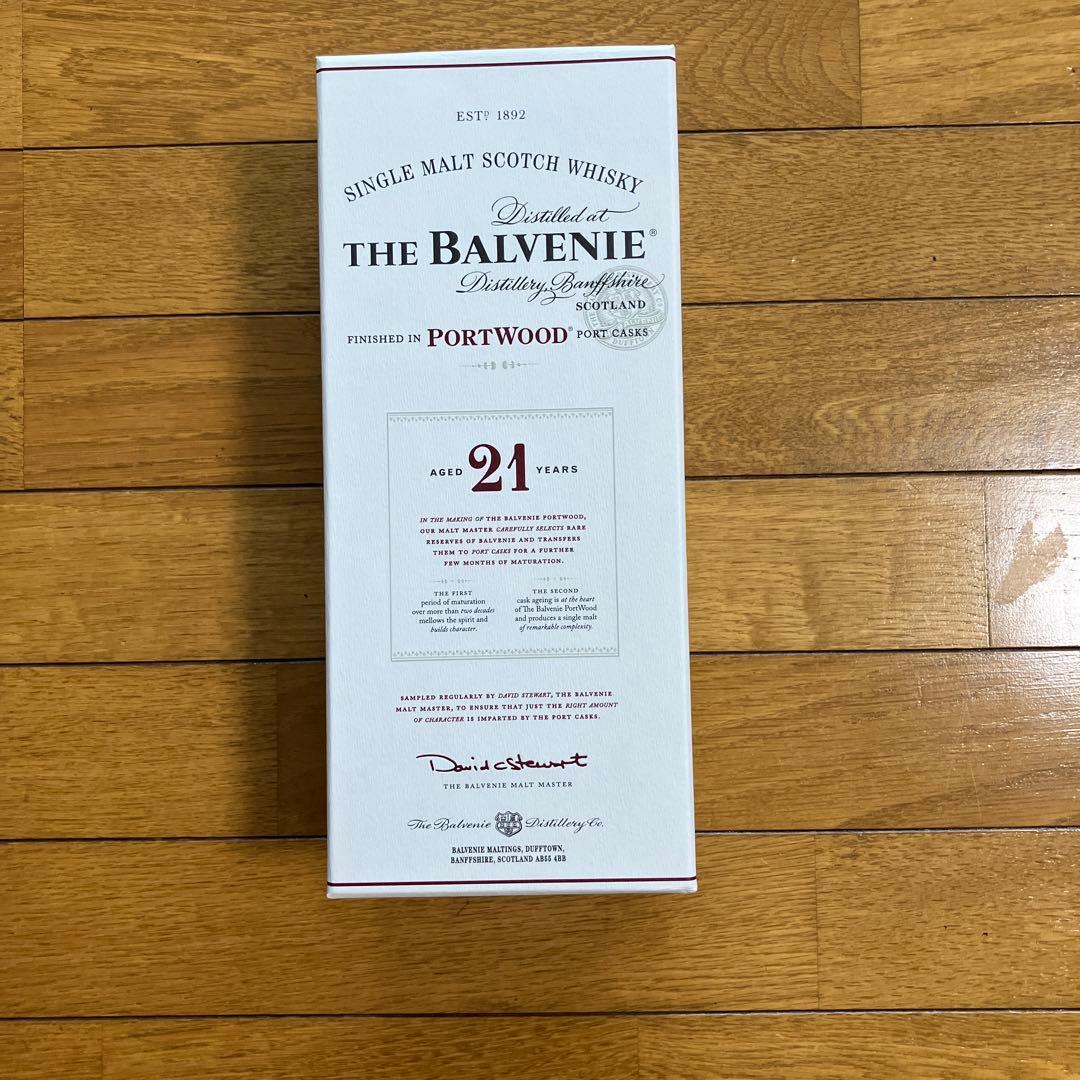 ESTD 1892
SINGLE MALT SCOTCH WHISKY
Distilled at
THE BALVENIE®
Distillery, Banffshire
SCOTLAND
FINISHED IN PORTWOOD® PORT CASKS
DUFFTOWN
AGED 21 YEARS
IN THE MAKING OF THE BALVENIE PORTWOOD,
OUR MALT MASTER CAREFULLY SELECTS RARE
RESERVES OF BALVENIE AND TRANSFERS
THEM TO PORT CASKS FOR A FURTHER
FEW MONTHS OF MATURATION.
THE FIRST
period of maturation
over more than two decades
mellows the spirit and
builds character.
THE SECOND
cask ageing is at the heart
of The Balvenie PortWood
and produces a single malt
of remarkable complexity.
SAMPLED REGULARLY BY DAVID STEWART, THE BALVENIE
MALT MASTER, TO ENSURE THAT JUST THE RIGHT AMOUNT
OF CHARACTER IS IMPARTED BY THE PORT CASKS.
David C Stewart
THE BALVENIE MALT MASTER
The Balvenie Distillery Co.
BALVENIE MALTINGS, DUFFTOWN,
BANFFSHIRE, SCOTLAND AB55 4BB